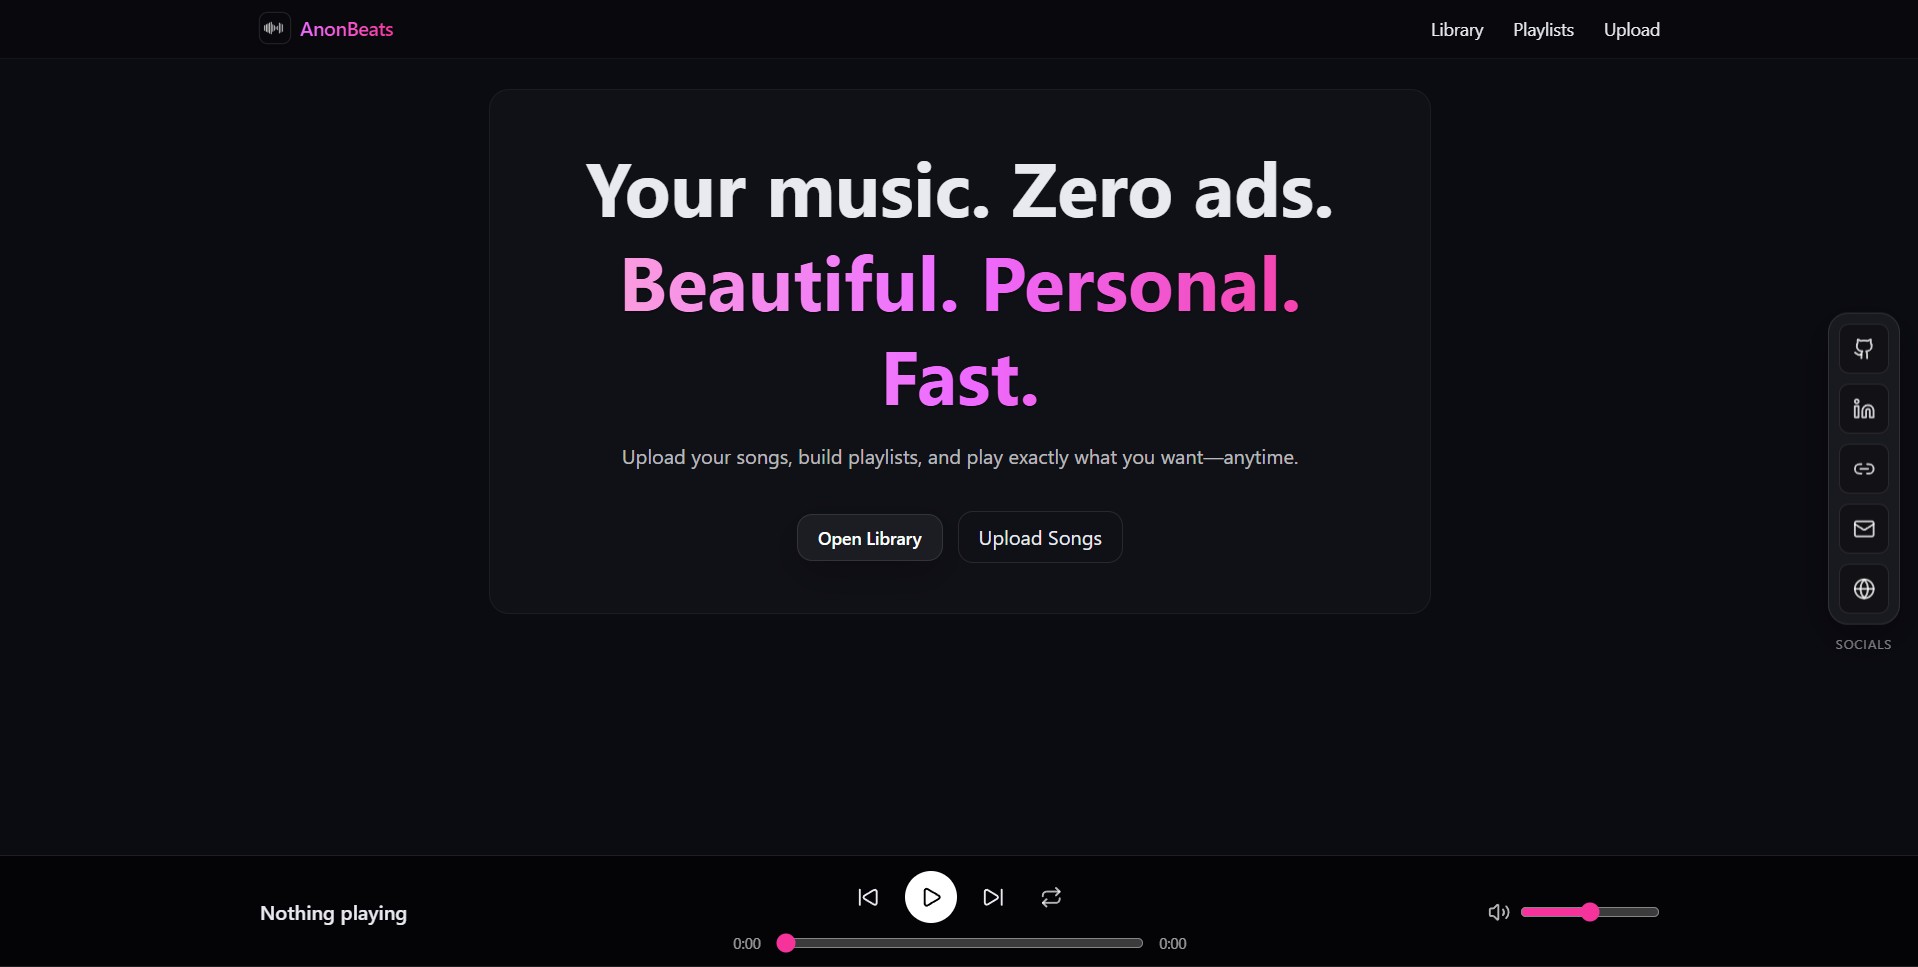 AnonBeats
Library
Playlists
Upload
Your music. Zero ads.
Beautiful. Personal.
Fast.
Upload your songs, build playlists, and play exactly what you want—anytime.
Open Library
Upload Songs
SOCIALS
Nothing playing
0:00
0:00